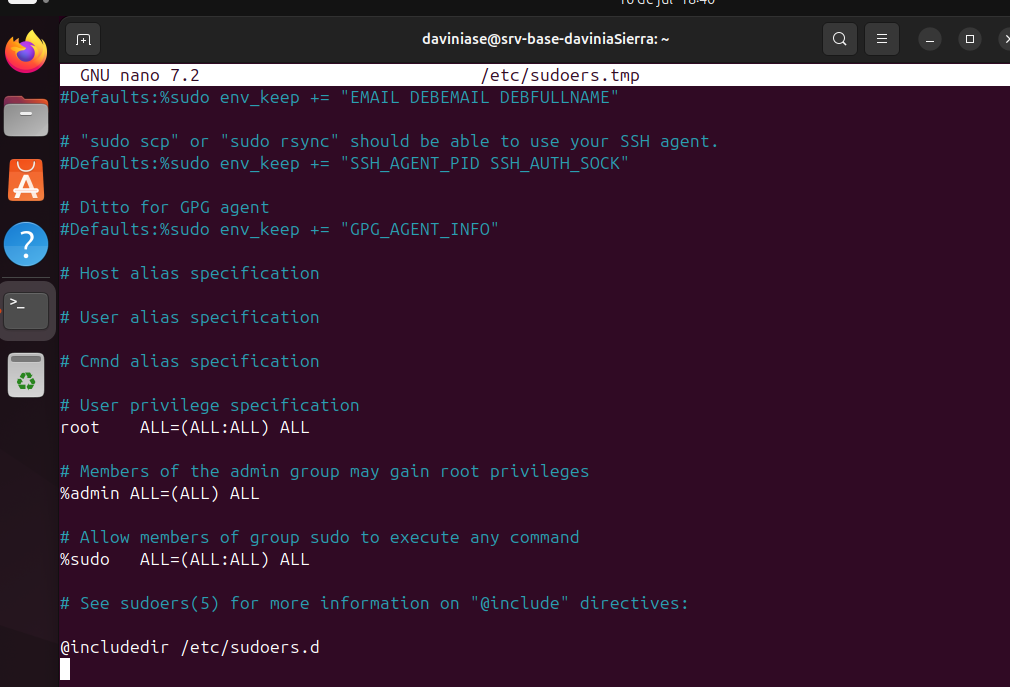 daviniase@srv-base-daviniaSierra: ~
GNU nano 7.2 /etc/sudoers.tmp
#Defaults:%sudo env_keep += "EMAIL DEBEMAIL DEBFULLNAME"
# "sudo scp" or "sudo rsync" should be able to use your SSH agent.
#Defaults:%sudo env_keep += "SSH_AGENT_PID SSH_AUTH_SOCK"
# Ditto for GPG agent
#Defaults:%sudo env_keep += "GPG_AGENT_INFO"
# Host alias specification
# User alias specification
# Cmnd alias specification
# User privilege specification
root ALL=(ALL:ALL) ALL
# Members of the admin group may gain root privileges
%admin ALL=(ALL) ALL
# Allow members of group sudo to execute any command
%sudo ALL=(ALL:ALL) ALL
# See sudoers(5) for more information on "@include" directives:
@includedir /etc/sudoers.d